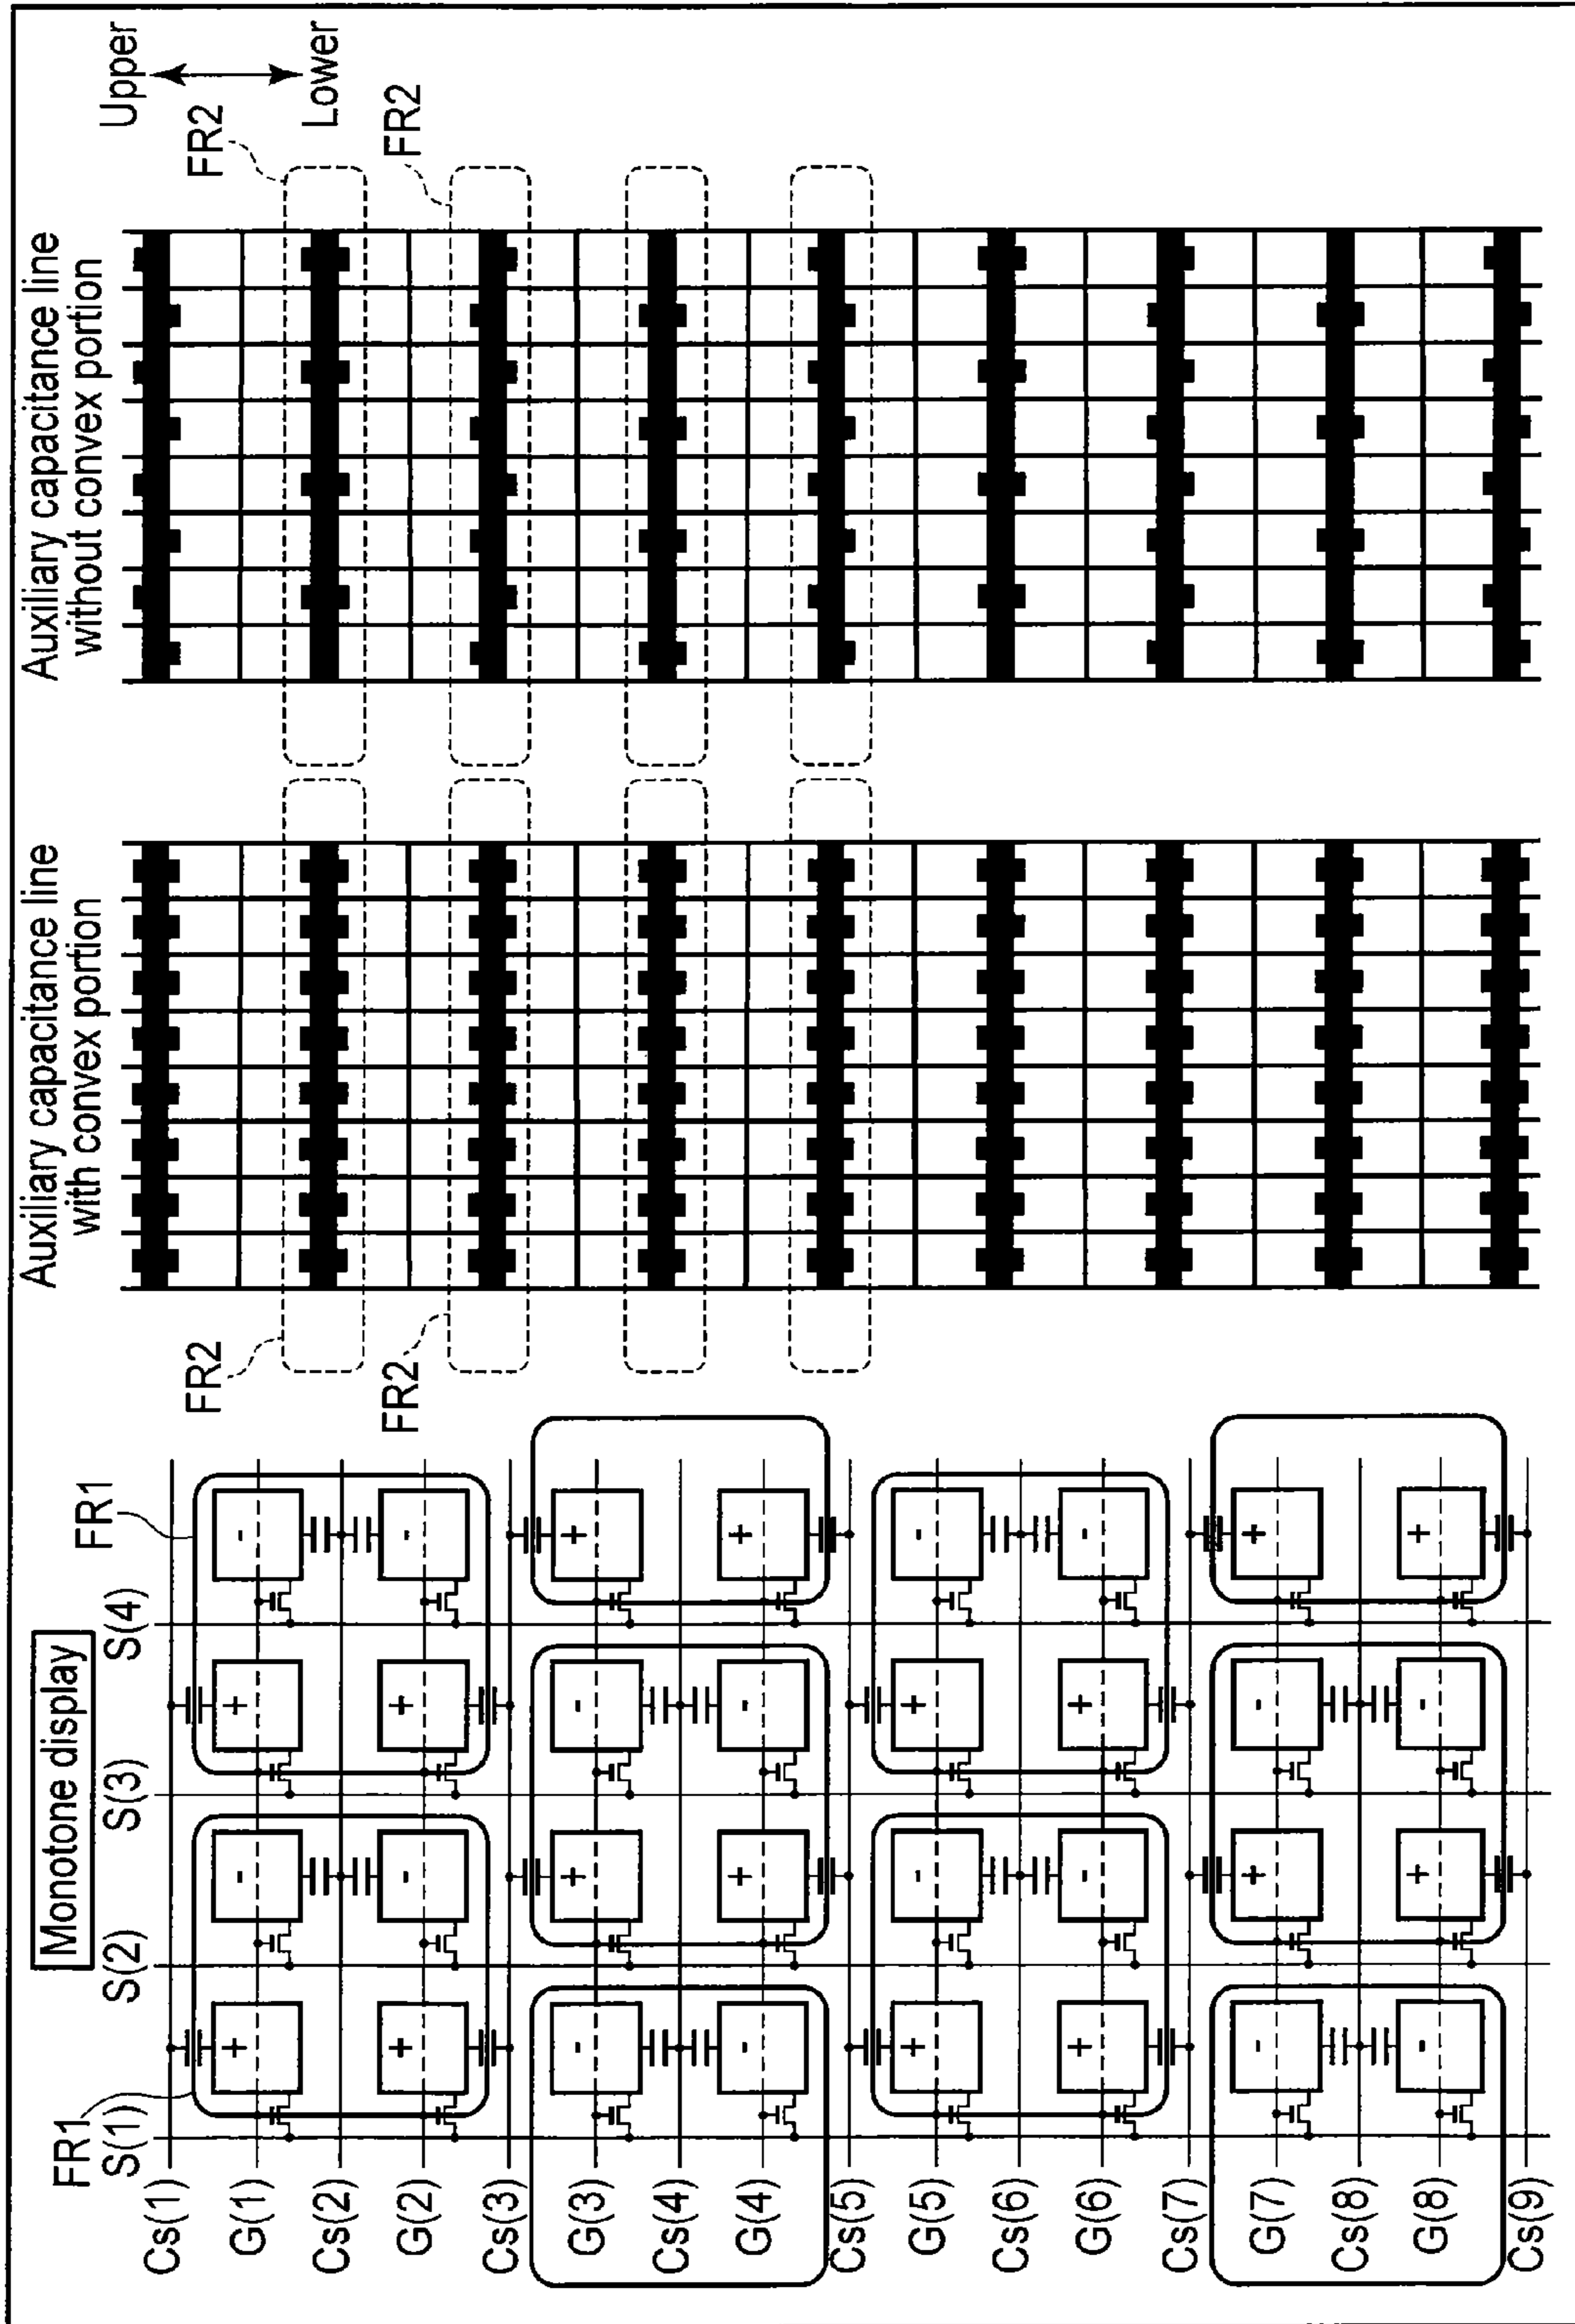 Monotone display
FR1
S(1)
S(2)
S(3)
S(4)
FR1
Cs(1)
G(1)
Cs(2)
G(2)
Cs(3)
G(3)
Cs(4)
G(4)
Cs(5)
G(5)
Cs(6)
G(6)
Cs(7)
G(7)
Cs(8)
G(8)
Cs(9)
+ - + -
+ - + -
- + - +
- + - +
+ - + -
+ - + -
- + - +
- + - +
Auxiliary capacitance line
with convex portion
FR2
FR2
Auxiliary capacitance line
without convex portion
FR2
FR2
Upper
Lower